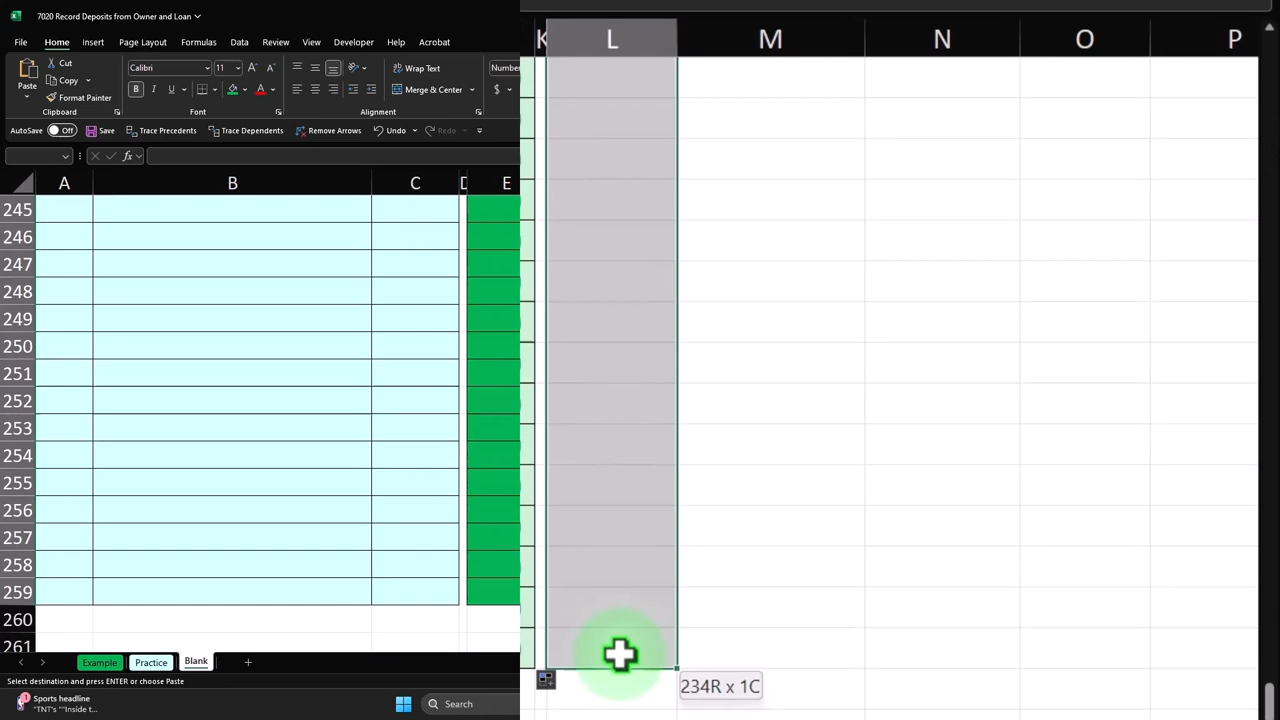 7020 Record Deposits from Owner and Loan
File Home Insert Page Layout Formulas Data Review View Developer Help Acrobat
Paste Cut Copy Format Painter Clipboard
Calibri 11 A A B I U A Font
Wrap Text Merge & Center Alignment
Number $
AutoSave Off Save Trace Precedents Trace Dependents Remove Arrows Undo Redo
fx
A B C D E
245
246
247
248
249
250
251
252
253
254
255
256
257
258
259
260
261
Example Practice Blank +
Select destination and press ENTER or choose Paste
1 Sports headline
"TNT's" "Inside t...
Search
K L M N O P
234R x 1C